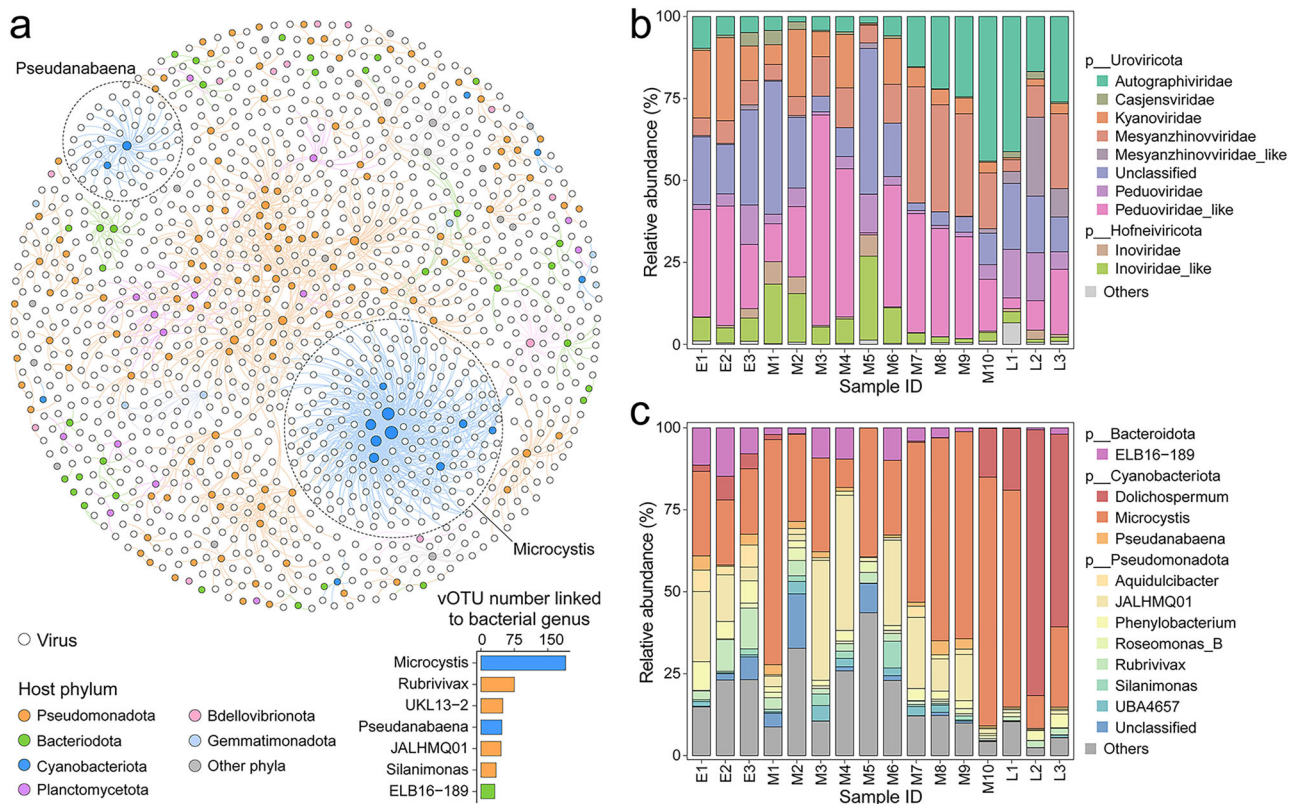 a
Pseudanabaena
Microcystis
Virus
Host phylum
Pseudomonadota
Bacteriodota
Cyanobacteriota
Planctomycetota
Bdellovibrionota
Gemmatimonadota
Other phyla
vOTU number linked
to bacterial genus
0 75 150
Microcystis
Rubrivivax
UKL13-2
Pseudanabaena
JALHMQ01
Silanimonas
ELB16-189
b
Relative abundance (%)
100
75
50
25
0
E1 E2 E3 M1 M2 M3 M4 M5 M6 M7 M8 M9 M10 L1 L2 L3
Sample ID
p__Uroviricota
Autographiviridae
Casjensviridae
Kyanoviridae
Mesyanzhinovviridae
Mesyanzhinovviridae_like
Unclassified
Peduoviridae
Peduoviridae_like
p__Hofneiviricota
Inoviridae
Inoviridae_like
Others
c
Relative abundance (%)
100
75
50
25
0
E1 E2 E3 M1 M2 M3 M4 M5 M6 M7 M8 M9 M10 L1 L2 L3
Sample ID
p__Bacteroidota
ELB16−189
p__Cyanobacteriota
Dolichospermum
Microcystis
Pseudanabaena
p__Pseudomonadota
Aquidulcibacter
JALHMQ01
Phenylobacterium
Roseomonas_B
Rubrivivax
Silanimonas
UBA4657
Unclassified
Others